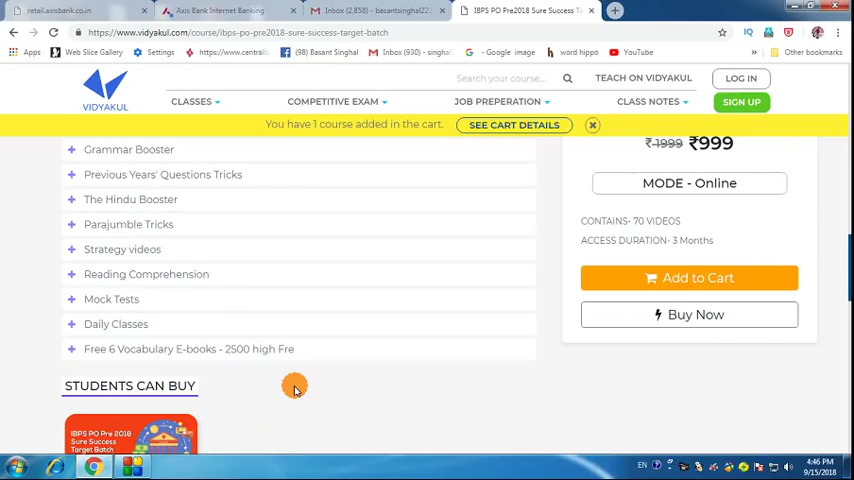 retail.axisbank.co.in
Axis Bank Internet Banking
Inbox (2,858) - basantsinghal22
IBPS PO Pre2018 Sure Success Ta
https://www.vidyakul.com/course/ibps-po-pre2018-sure-success-target-batch
IQ
Apps
Web Slice Gallery
Settings
https://www.centralb
(98) Basant Singhal
Inbox (930) - singhal
- Google image
word hippo
YouTube
»
Other bookmarks
VIDYAKUL
Search your course...
TEACH ON VIDYAKUL
LOG IN
CLASSES
COMPETITIVE EXAM
JOB PREPARATION
CLASS NOTES
SIGN UP
You have 1 course added in the cart.
SEE CART DETAILS
₹ 1999 ₹999
MODE - Online
CONTAINS- 70 VIDEOS
ACCESS DURATION- 3 Months
Add to Cart
Buy Now
+ Grammar Booster
+ Previous Years' Questions Tricks
+ The Hindu Booster
+ Parajumble Tricks
+ Strategy videos
+ Reading Comprehension
+ Mock Tests
+ Daily Classes
+ Free 6 Vocabulary E-books - 2500 high Fre
STUDENTS CAN BUY
IBPS PO Pre 2018
Sure Success
Target Batch
EN
4:46 PM
9/15/2018